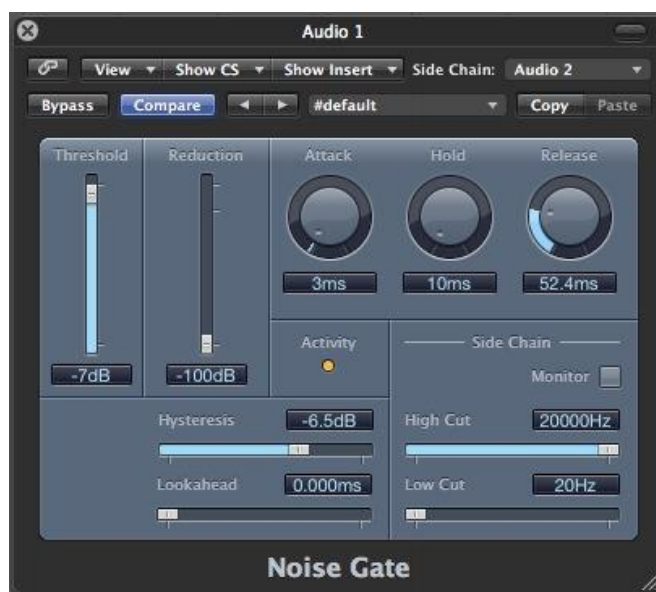 Audio 1
View Show CS Show Insert Side Chain: Audio 2
Bypass Compare #default Copy Paste
Threshold Reduction Attack Hold Release
3ms 10ms 52.4ms
Activity Side Chain
-7dB -100dB Monitor
Hysteresis -6.5dB High Cut 20000Hz
Lookahead 0.000ms Low Cut 20Hz
Noise Gate